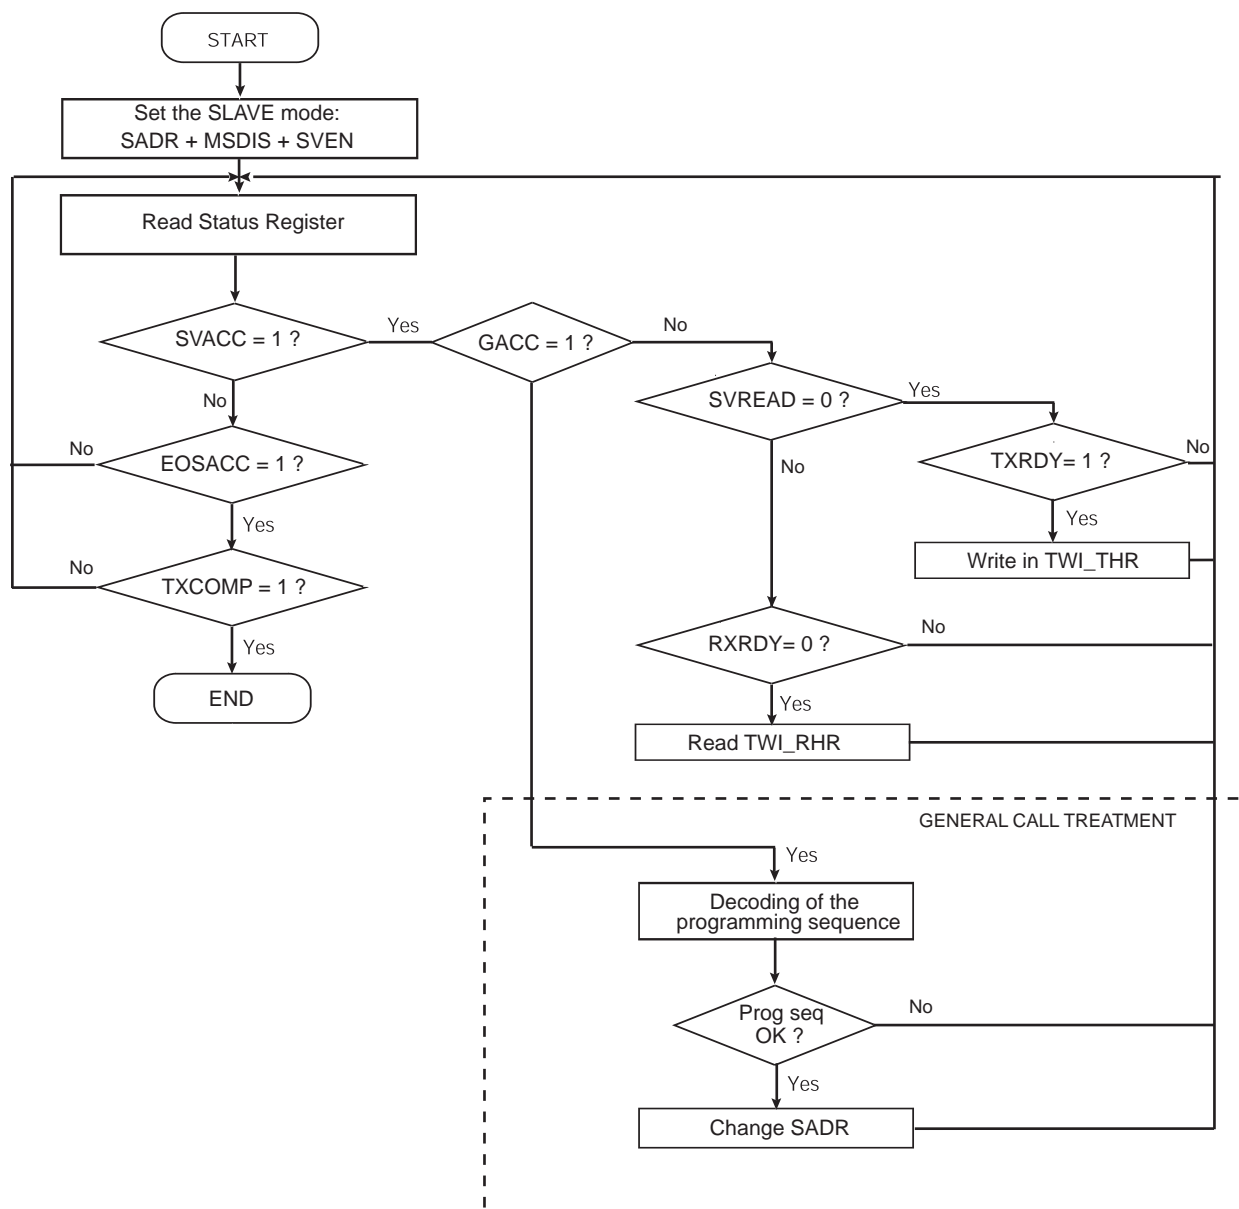 START
Set the SLAVE mode:
SADR + MSDIS + SVEN
Read Status Register
SVACC = 1 ?
Yes
GACC = 1 ?
No
SVREAD = 0 ?
Yes
No
EOSACC = 1 ?
No
TXRDY= 1 ?
No
No
Yes
Yes
Write in TWI_THR
TXCOMP = 1 ?
No
Yes
RXRDY= 0 ?
No
END
Yes
Read TWI_RHR
GENERAL CALL TREATMENT
Yes
Decoding of the
programming sequence
Prog seq
OK ?
No
Yes
Change SADR